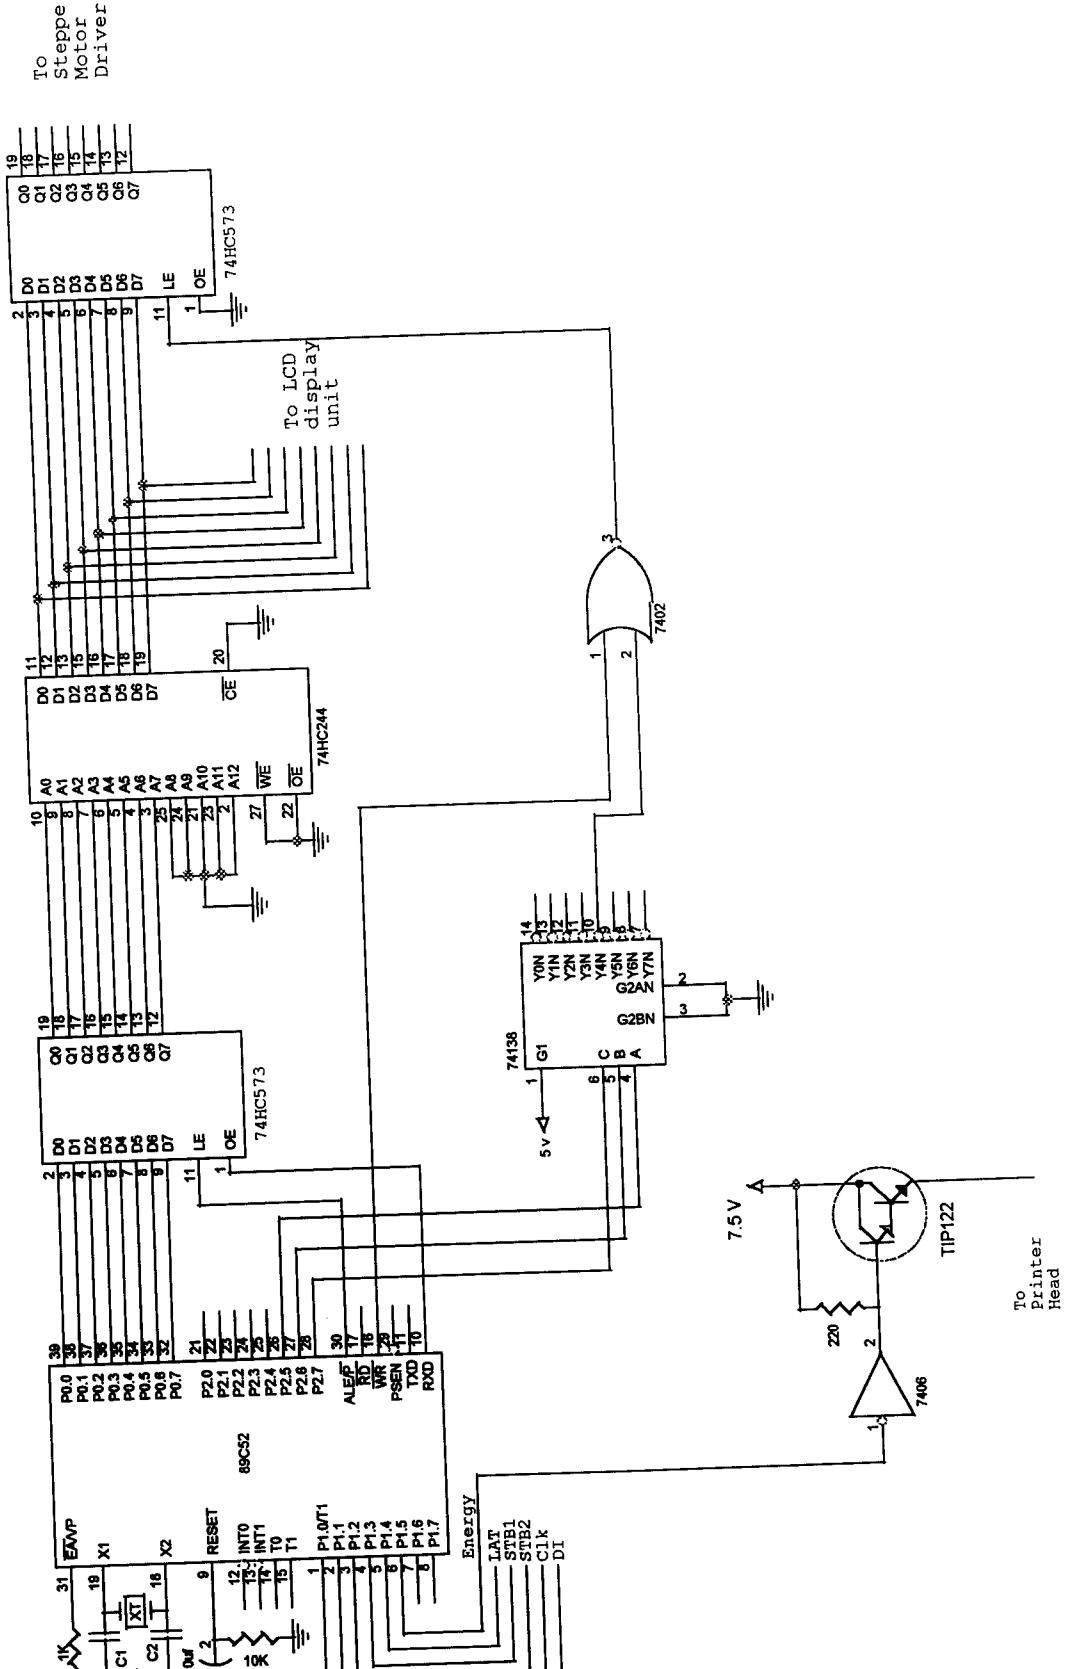 To
Steppe
Motor
Driver
19
18
17
16
15
14
13
12
Q0
Q1
Q2
Q3
Q4
Q5
Q6
Q7
74HC573
D0
D1
D2
D3
D4
D5
D6
D7
LE
OE
2
3
4
5
6
7
8
9
11
1
To LCD
display
unit
11
12
13
15
16
17
18
19
20
D0
D1
D2
D3
D4
D5
D6
D7
CE
74HC244
A0
A1
A2
A3
A4
A5
A6
A7
A8
A9
A10
A11
A12
WE
OE
10
9
8
7
6
5
4
3
25
24
21
23
2
27
22
3
7402
1
2
19
18
17
16
15
14
13
12
Q0
Q1
Q2
Q3
Q4
Q5
Q6
Q7
74HC573
D0
D1
D2
D3
D4
D5
D6
D7
LE
OE
2
3
4
5
6
7
8
9
11
1
14
13
12
11
10
9
7
Y0N
Y1N
Y2N
Y3N
Y4N
Y5N
Y6N
Y7N
G2AN
G2BN
2
3
74138
G1
C
B
A
1
6
5
4
5 v
39
38
37
36
35
34
33
32
21
22
23
24
25
26
27
28
30
17
16
29
11
10
P0.0
P0.1
P0.2
P0.3
P0.4
P0.5
P0.6
P0.7
P2.0
P2.1
P2.2
P2.3
P2.4
P2.5
P2.6
P2.7
ALE/P
RD
WR
PSEN
TXD
RXD
89C52
EA/VP
X1
X2
RESET
INT0
INT1
T0
T1
P1.0/T1
P1.1
P1.2
P1.3
P1.4
P1.5
P1.6
P1.7
31
19
18
9
12
13
14
15
1
2
3
4
5
6
7
8
1K
XT
C1
C2
0uf
2
10K
Energy
LAT
STB1
STB2
Clk
DI
7.5 V
TIP122
220
2
7406
1
To
Printer
Head